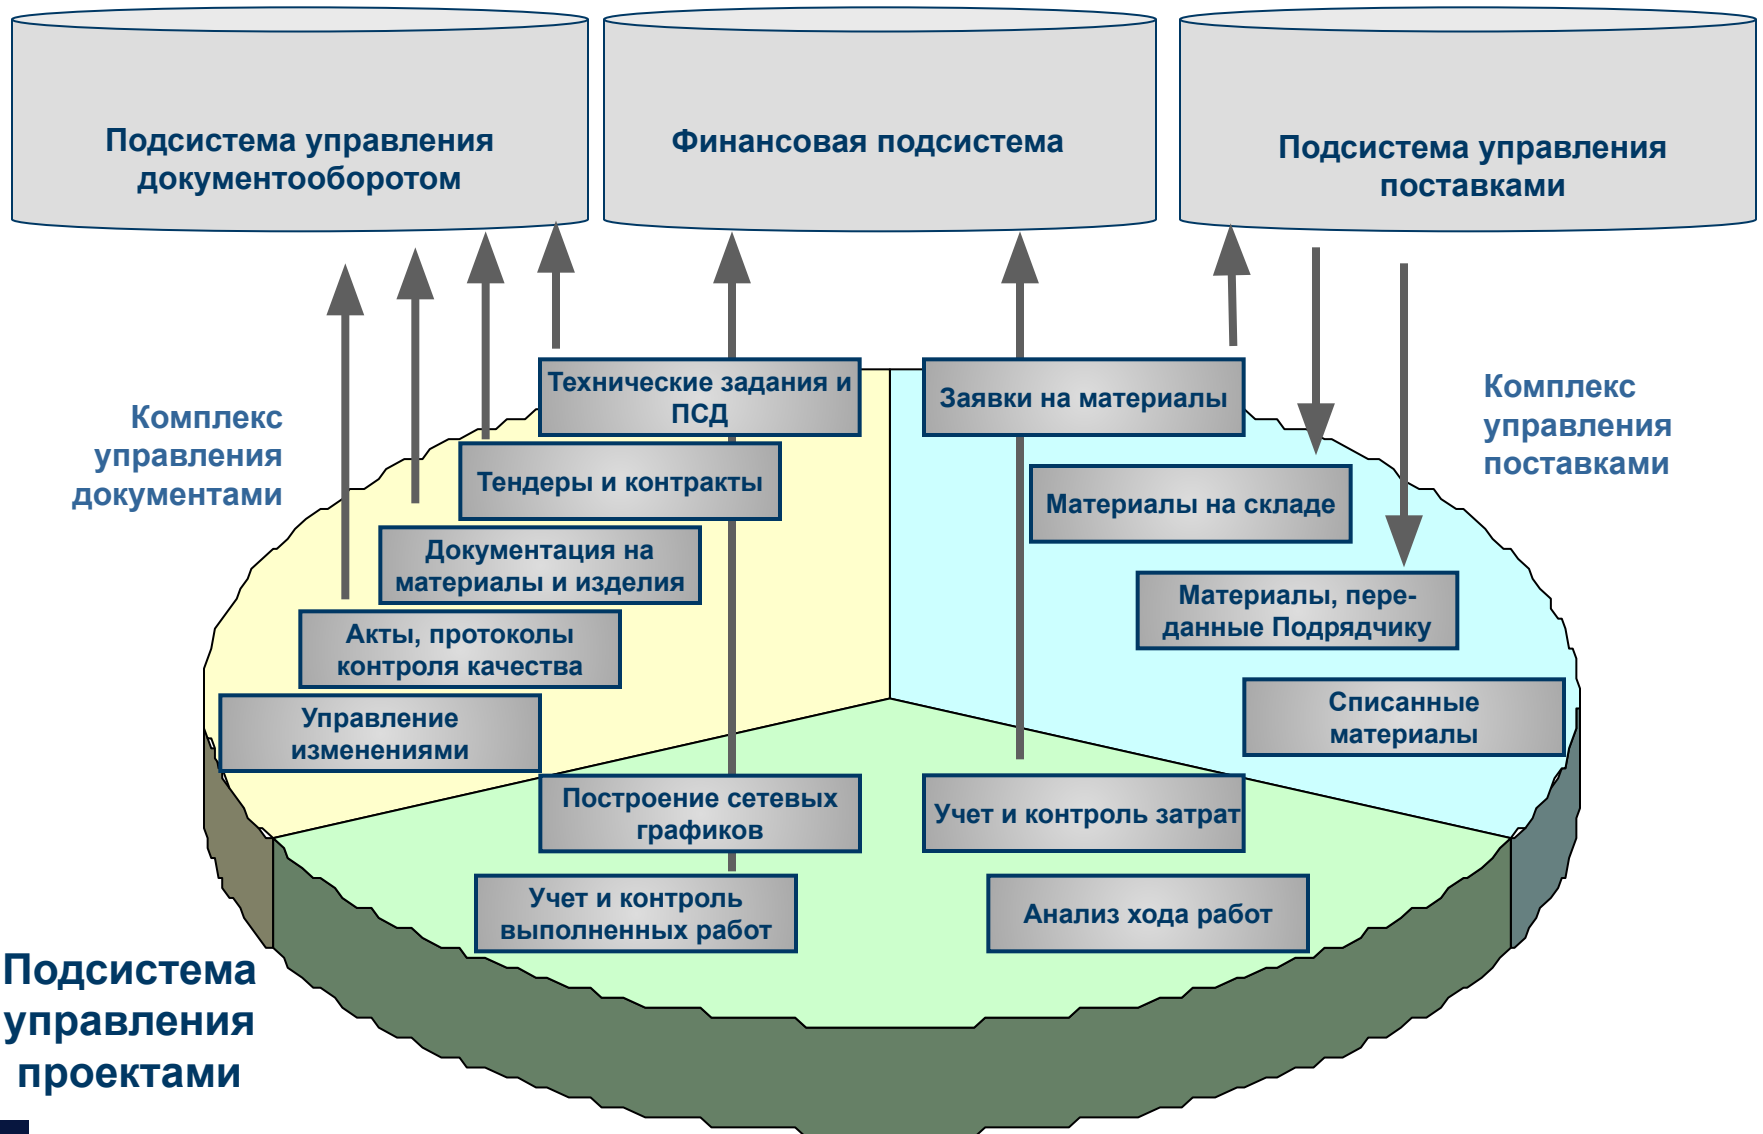 Подсистема управления
документооборотом
Финансовая подсистема
Подсистема управления
поставками
Комплекс
управления
документами
Комплекс
управления
поставками
Технические задания и
ПСД
Заявки на материалы
Тендеры и контракты
Материалы на складе
Документация на
материалы и изделия
Материалы, пере-
данные Подрядчику
Акты, протоколы
контроля качества
Списанные
материалы
Управление
изменениями
Построение сетевых
графиков
Учет и контроль затрат
Учет и контроль
выполненных работ
Анализ хода работ
Подсистема
управления
проектами